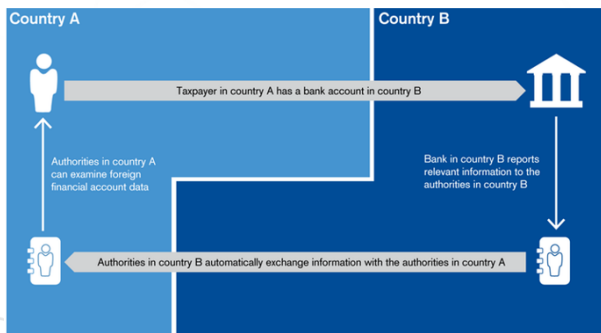 Country A
Country B
Taxpayer in country A has a bank account in country B
Authorities in country A
can examine foreign
financial account data
Bank in country B reports
relevant information to the
authorities in country B
Authorities in country B automatically exchange information with the authorities in country A